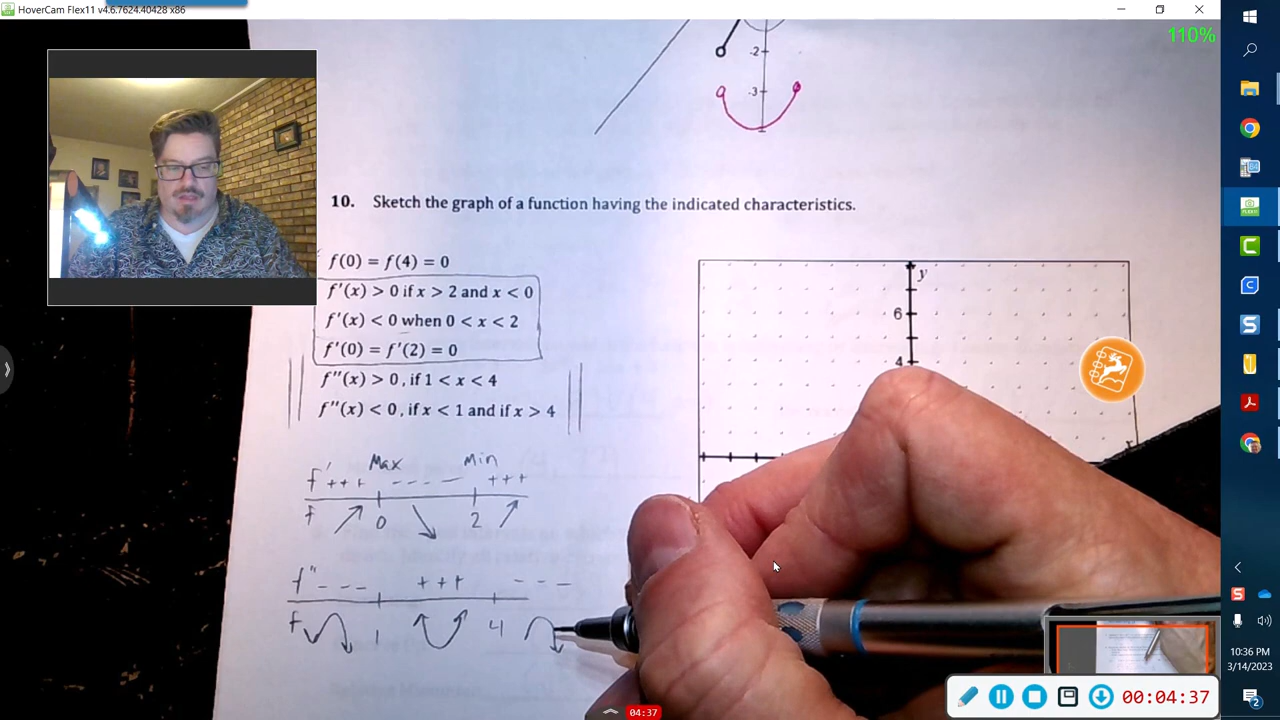 HoverCam Flex11 v4.6.7624.40428 x86
110%
-2
-3
10. Sketch the graph of a function having the indicated characteristics.
f(0) = f(4) = 0
f'(x) > 0 if x > 2 and x < 0
f'(x) < 0 when 0 < x < 2
f'(0) = f'(2) = 0
f''(x) > 0, if 1 < x < 4
f''(x) < 0, if x < 1 and if x > 4
y
6
4
Max Min
f' +++ ----- +++
f 0 2
f'' --- +++ ---
f 1 4
FLEX11
10:36 PM
3/14/2023
2
00:04:37
04:37